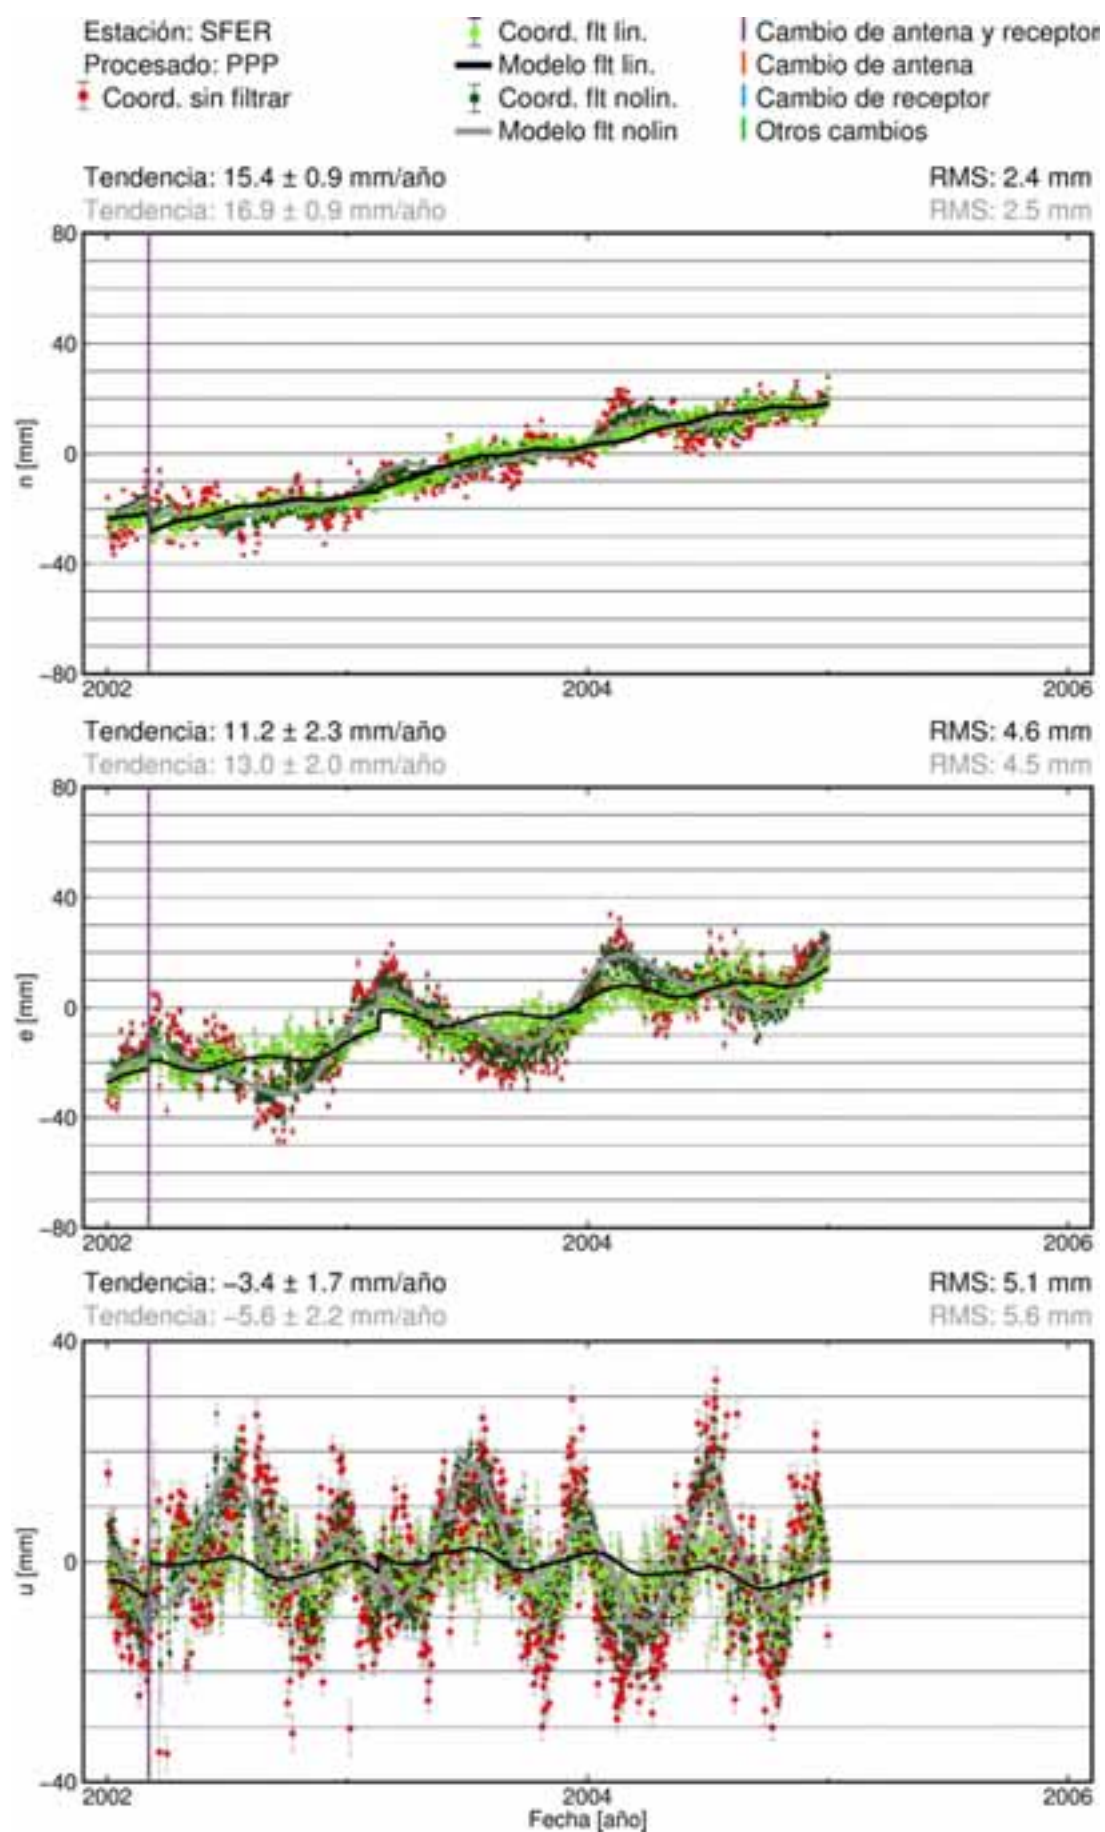 Estación: SFER
Procesado: PPP
Coord. sin filtrar
Coord. flt lin.
Modelo flt lin.
Coord. flt nolin.
Modelo flt nolin
Cambio de antena y receptor
Cambio de antena
Cambio de receptor
Otros cambios
Tendencia: 15.4 ± 0.9 mm/año RMS: 2.4 mm
Tendencia: 16.9 ± 0.9 mm/año RMS: 2.5 mm
80
40
0
−40
−80
n [mm]
2002 2004 2006
Tendencia: 11.2 ± 2.3 mm/año RMS: 4.6 mm
Tendencia: 13.0 ± 2.0 mm/año RMS: 4.5 mm
80
40
0
−40
−80
e [mm]
2002 2004 2006
Tendencia: −3.4 ± 1.7 mm/año RMS: 5.1 mm
Tendencia: −5.6 ± 2.2 mm/año RMS: 5.6 mm
40
20
0
−20
−40
u [mm]
2002 2004 2006
Fecha [año]